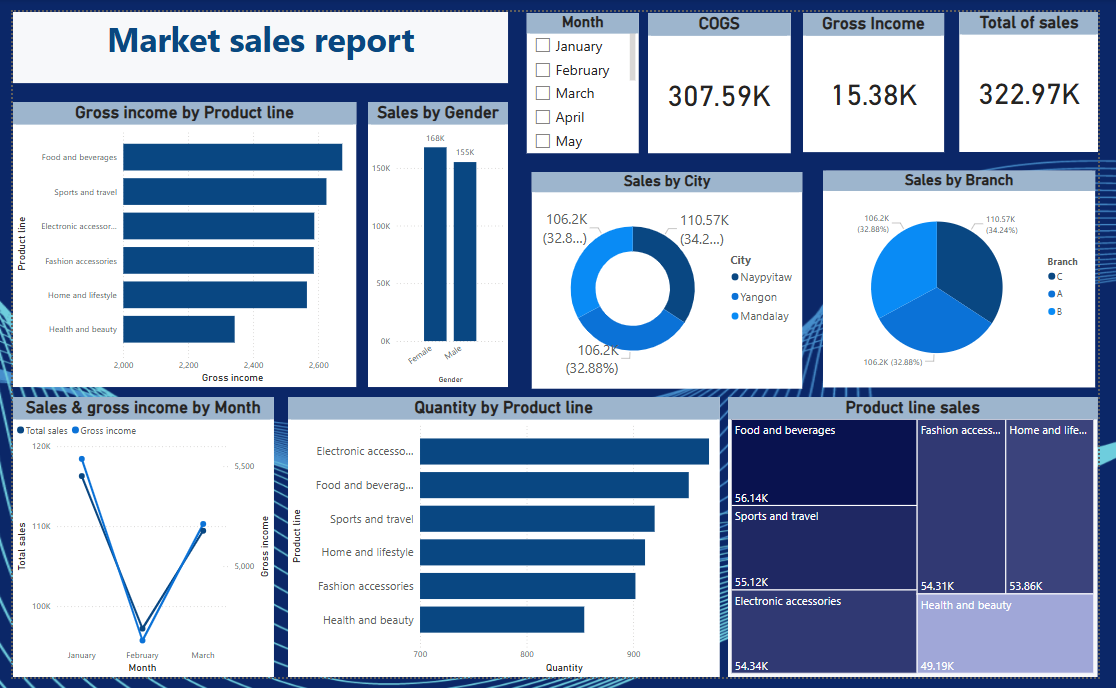 Market sales report
Month
January
February
March
April
May
COGS
307.59K
Gross Income
15.38K
Total of sales
322.97K
Gross income by Product line
Product line
Food and beverages
Sports and travel
Electronic accessor...
Fashion accessories
Home and lifestyle
Health and beauty
2,000
2,200
2,400
2,600
Gross income
Sales by Gender
168K
155K
150K
100K
50K
0K
Female
Male
Gender
Sales by City
106.2K
(32.8...)
110.57K
(34.2...)
106.2K
(32.88%)
City
Naypyitaw
Yangon
Mandalay
Sales by Branch
106.2K
(32.88%)
110.57K
(34.24%)
106.2K (32.88%)
Branch
C
A
B
Sales & gross income by Month
Total sales
Gross income
120K
110K
100K
Total sales
5,500
5,000
Gross income
January
February
March
Month
Quantity by Product line
Product line
Electronic accesso...
Food and beverag...
Sports and travel
Home and lifestyle
Fashion accessories
Health and beauty
700
800
900
Quantity
Product line sales
Food and beverages
56.14K
Sports and travel
55.12K
Electronic accessories
54.34K
Fashion access...
54.31K
Home and life...
53.86K
Health and beauty
49.19K